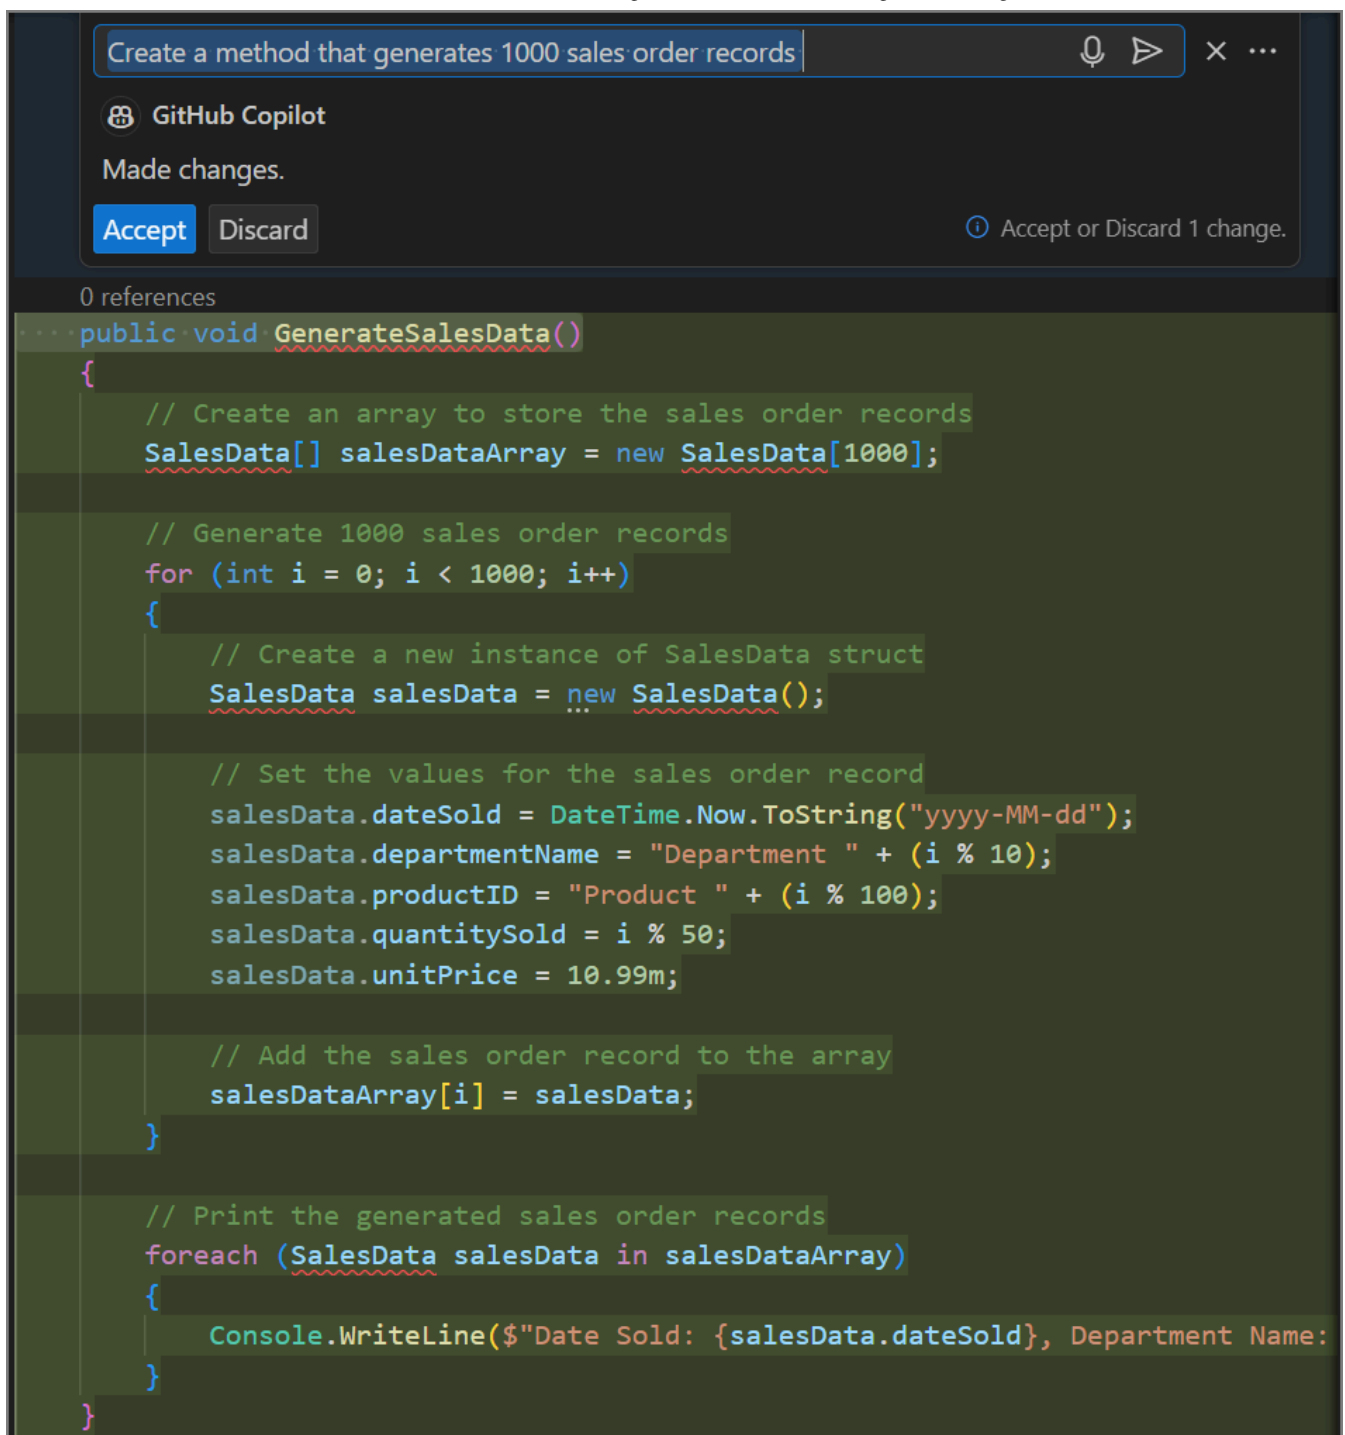 Create a method that generates 1000 sales order records
GitHub Copilot
Made changes.
Accept Discard Accept or Discard 1 change.
0 references
public void GenerateSalesData()
{
// Create an array to store the sales order records
SalesData[] salesDataArray = new SalesData[1000];
// Generate 1000 sales order records
for (int i = 0; i < 1000; i++)
{
// Create a new instance of SalesData struct
SalesData salesData = new SalesData();
// Set the values for the sales order record
salesData.dateSold = DateTime.Now.ToString("yyyy-MM-dd");
salesData.departmentName = "Department " + (i % 10);
salesData.productID = "Product " + (i % 100);
salesData.quantitySold = i % 50;
salesData.unitPrice = 10.99m;
// Add the sales order record to the array
salesDataArray[i] = salesData;
}
// Print the generated sales order records
foreach (SalesData salesData in salesDataArray)
{
Console.WriteLine($"Date Sold: {salesData.dateSold}, Department Name:
}
}